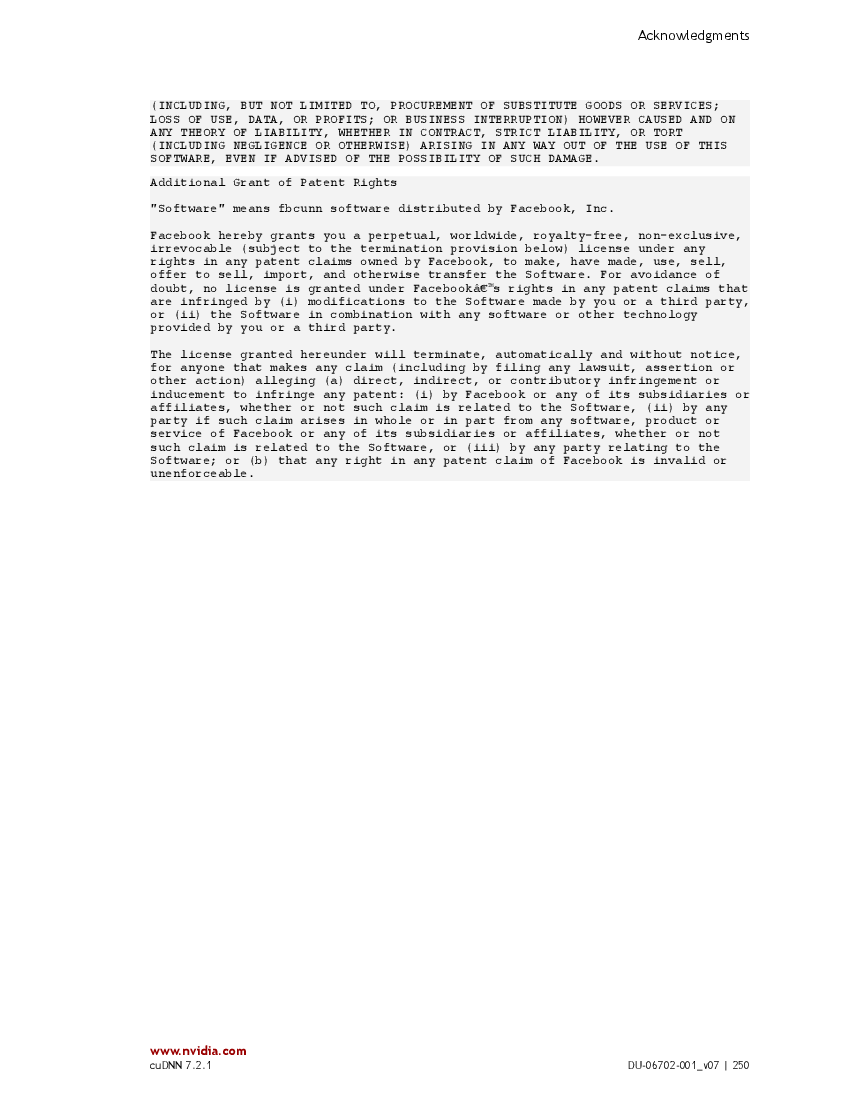 Acknowledgments
(INCLUDING, BUT NOT LIMITED TO, PROCUREMENT OF SUBSTITUTE GOODS OR SERVICES;
LOSS OF USE, DATA, OR PROFITS; OR BUSINESS INTERRUPTION) HOWEVER CAUSED AND ON
ANY THEORY OF LIABILITY, WHETHER IN CONTRACT, STRICT LIABILITY, OR TORT
(INCLUDING NEGLIGENCE OR OTHERWISE) ARISING IN ANY WAY OUT OF THE USE OF THIS
SOFTWARE, EVEN IF ADVISED OF THE POSSIBILITY OF SUCH DAMAGE.
Additional Grant of Patent Rights
"Software" means fbcunn software distributed by Facebook, Inc.
Facebook hereby grants you a perpetual, worldwide, royalty-free, non-exclusive,
irrevocable (subject to the termination provision below) license under any
rights in any patent claims owned by Facebook, to make, have made, use, sell,
offer to sell, import, and otherwise transfer the Software. For avoidance of
doubt, no license is granted under Facebookâ€™s rights in any patent claims that
are infringed by (i) modifications to the Software made by you or a third party,
or (ii) the Software in combination with any software or other technology
provided by you or a third party.
The license granted hereunder will terminate, automatically and without notice,
for anyone that makes any claim (including by filing any lawsuit, assertion or
other action) alleging (a) direct, indirect, or contributory infringement or
inducement to infringe any patent: (i) by Facebook or any of its subsidiaries or
affiliates, whether or not such claim is related to the Software, (ii) by any
party if such claim arises in whole or in part from any software, product or
service of Facebook or any of its subsidiaries or affiliates, whether or not
such claim is related to the Software, or (iii) by any party relating to the
Software; or (b) that any right in any patent claim of Facebook is invalid or
unenforceable.
www.nvidia.com
cuDNN 7.2.1
DU-06702-001_v07 | 250